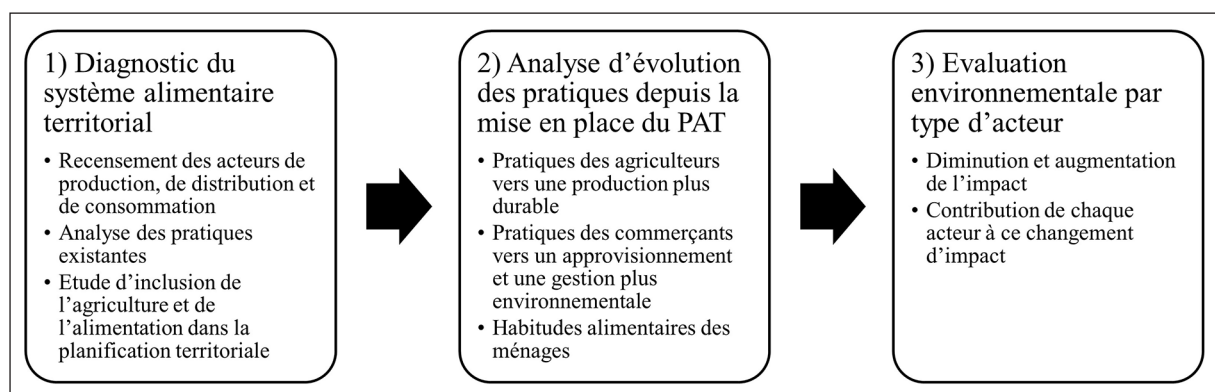 1) Diagnostic du
système alimentaire
territorial
• Recensement des acteurs de
production, de distribution et
de consommation
• Analyse des pratiques
existantes
• Etude d’inclusion de
l’agriculture et de
l’alimentation dans la
planification territoriale
2) Analyse d’évolution
des pratiques depuis la
mise en place du PAT
• Pratiques des agriculteurs
vers une production plus
durable
• Pratiques des commerçants
vers un approvisionnement
et une gestion plus
environnementale
• Habitudes alimentaires des
ménages
3) Evaluation
environnementale par
type d’acteur
• Diminution et augmentation
de l’impact
• Contribution de chaque
acteur à ce changement
d’impact